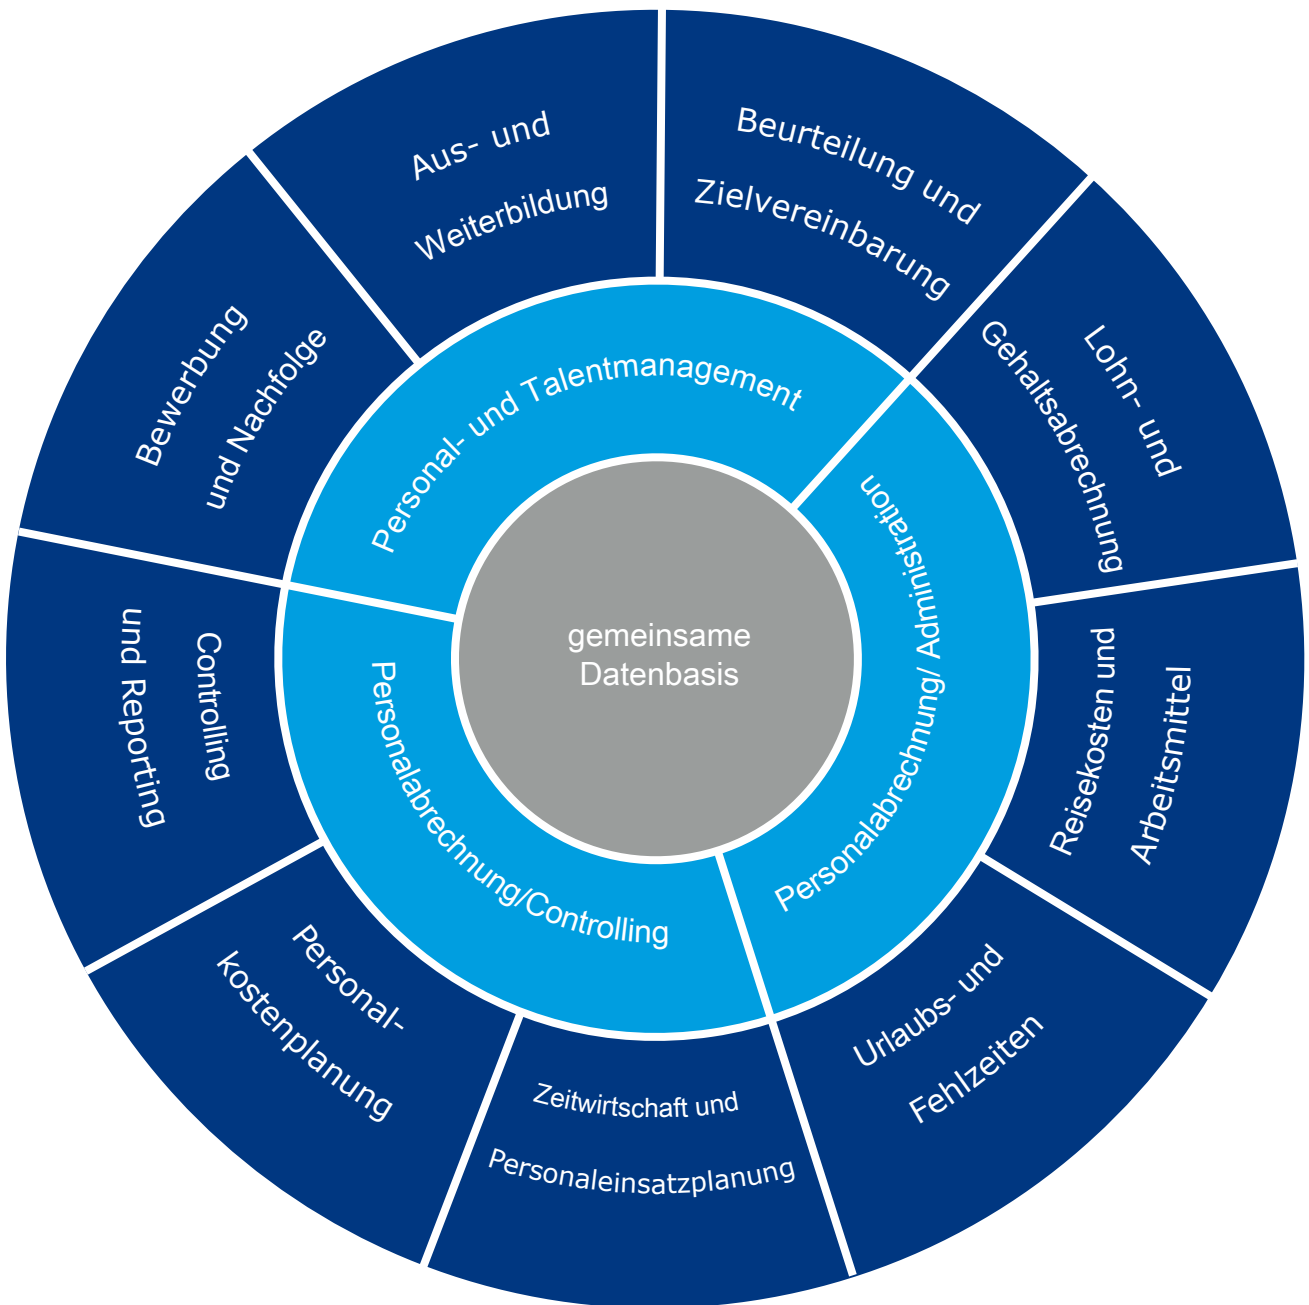 Aus- und
Weiterbildung
Beurteilung und
Zielvereinbarung
Lohn- und
Gehaltsabrechnung
Reisekosten und
Arbeitsmittel
Urlaubs- und
Fehlzeiten
Zeitwirtschaft und
Personaleinsatzplanung
Personal-
kostenplanung
Controlling
und Reporting
Bewerbung
und Nachfolge
Personal- und Talentmanagement
Personalabrechnung/ Administration
Personalabrechnung/Controlling
gemeinsame
Datenbasis